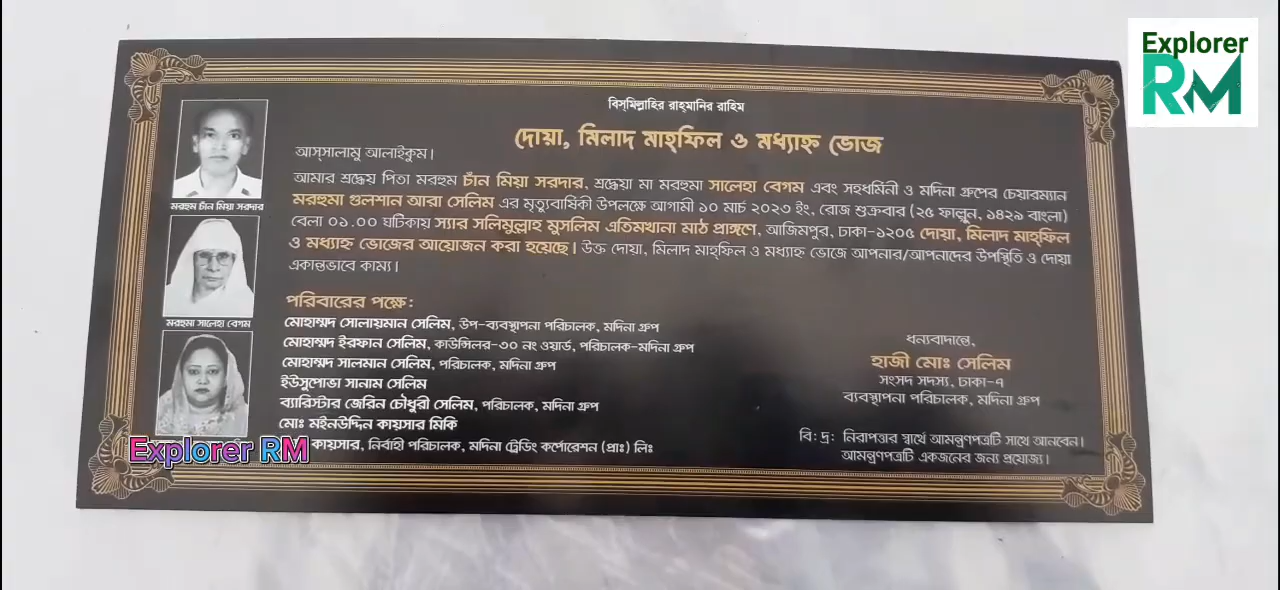 Explorer
RM
বিস্‌মিল্লাহির রাহ্‌মানির রাহিম
দোয়া, মিলাদ মাহ্‌ফিল ও মধ্যাহ্ন ভোজ
আস্‌সালামু আলাইকুম।
আমার শ্রদ্ধেয় পিতা মরহুম চাঁন মিয়া সরদার, শ্রদ্ধেয়া মা মরহুমা সালেহা বেগম এবং সহধর্মিনী ও মদিনা গ্রুপের চেয়ারম্যান
মরহুমা গুলশান আরা সেলিম এর মৃত্যুবার্ষিকী উপলক্ষে আগামী ১০ মার্চ ২০২৩ ইং, রোজ শুক্রবার (২৫ ফাল্গুন, ১৪২৯ বাংলা)
বেলা ০১.০০ ঘটিকায় স্যার সলিমুল্লাহ মুসলিম এতিমখানা মাঠ প্রাঙ্গণে, আজিমপুর, ঢাকা-১২০৫ দোয়া, মিলাদ মাহ্‌ফিল
ও মধ্যাহ্ন ভোজের আয়োজন করা হয়েছে। উক্ত দোয়া, মিলাদ মাহ্‌ফিল ও মধ্যাহ্ন ভোজে আপনার/আপনাদের উপস্থিতি ও দোয়া
একান্তভাবে কাম্য।
মরহুম চাঁন মিয়া সরদার
মরহুমা সালেহা বেগম
পরিবারের পক্ষে:
মোহাম্মদ সোলায়মান সেলিম, উপ-ব্যবস্থাপনা পরিচালক, মদিনা গ্রুপ
মোহাম্মদ ইরফান সেলিম, কাউন্সিলর-৩০ নং ওয়ার্ড, পরিচালক-মদিনা গ্রুপ
মোহাম্মদ সালমান সেলিম, পরিচালক, মদিনা গ্রুপ
ইউসুপোভা সানাম সেলিম
ব্যারিস্টার জেরিন চৌধুরী সেলিম, পরিচালক, মদিনা গ্রুপ
মোঃ মইনউদ্দিন কায়সার মিকি
কায়সার, নির্বাহী পরিচালক, মদিনা ট্রেডিং কর্পোরেশন (প্রাঃ) লিঃ
Explorer RM
ধন্যবাদান্তে,
হাজী মোঃ সেলিম
সংসদ সদস্য, ঢাকা-৭
ব্যবস্থাপনা পরিচালক, মদিনা গ্রুপ
বি: দ্র: নিরাপত্তার স্বার্থে আমন্ত্রণপত্রটি সাথে আনবেন।
আমন্ত্রণপত্রটি একজনের জন্য প্রযোজ্য।